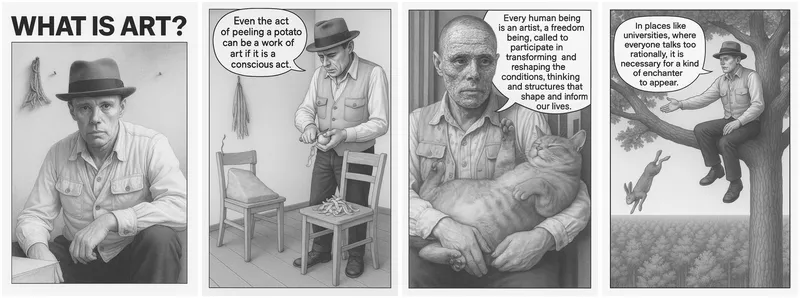 WHAT IS ART?
Even the act
of peeling a potato
can be a work of
art if it is a
conscious act.
Every human being
is an artist, a freedom
being, called to
participate in
transforming and
reshaping the
conditions, thinking
and structures that
shape and inform
our lives.
In places like
universities, where
everyone talks too
rationally, it is
necessary for a kind
of enchanter
to appear.